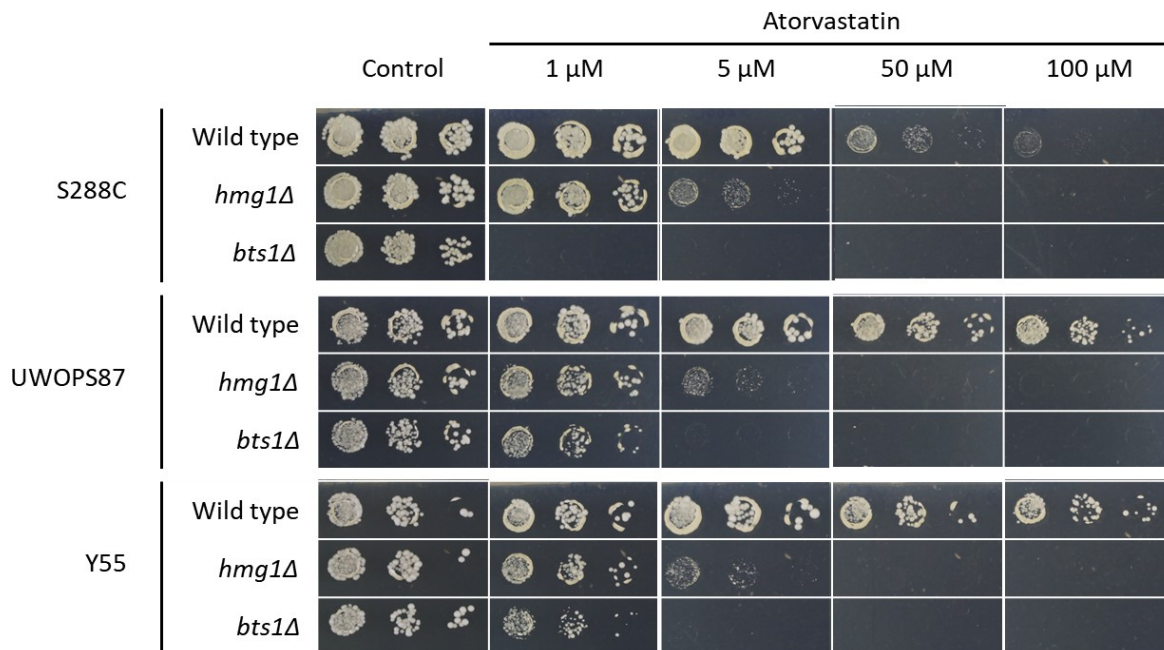 Atorvastatin
Control 1 µM 5 µM 50 µM 100 µM
S288C
Wild type
hmg1Δ
bts1Δ
UWOPS87
Wild type
hmg1Δ
bts1Δ
Y55
Wild type
hmg1Δ
bts1Δ